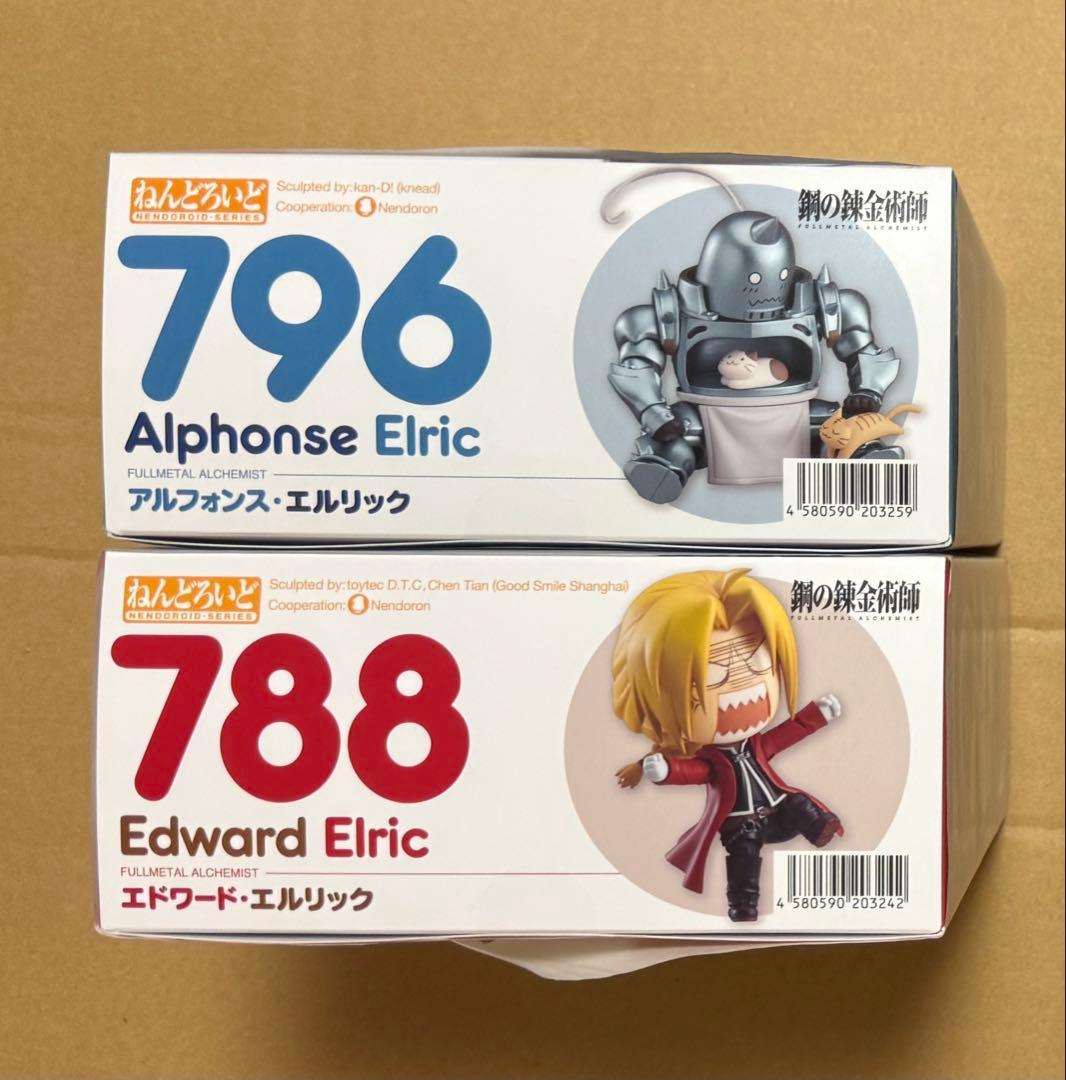 ねんどろいど
NENDOROID·SERIES
Sculpted by: kan-D! (knead)
Cooperation: Nendoron
796
Alphonse Elric
FULLMETAL ALCHEMIST
アルフォンス・エルリック
鋼の錬金術師
FULLMETAL ALCHEMIST
4 580590 203259
ねんどろいど
NENDOROID·SERIES
Sculpted by: toytec D.T.C, Chen Tian (Good Smile Shanghai)
Cooperation: Nendoron
788
Edward Elric
FULLMETAL ALCHEMIST
エドワード・エルリック
鋼の錬金術師
FULLMETAL ALCHEMIST
4 580590 203242